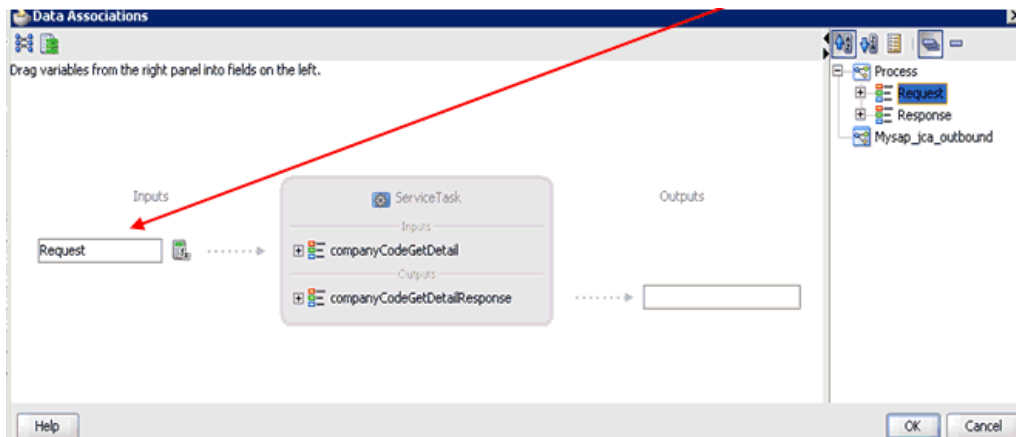 Data Associations
Drag variables from the right panel into fields on the left.
Process
Request
Response
Mysap_jca_outbound
Inputs
ServiceTask
Outputs
Inputs
Request
companyCodeGetDetail
Outputs
companyCodeGetDetailResponse
Help
OK
Cancel